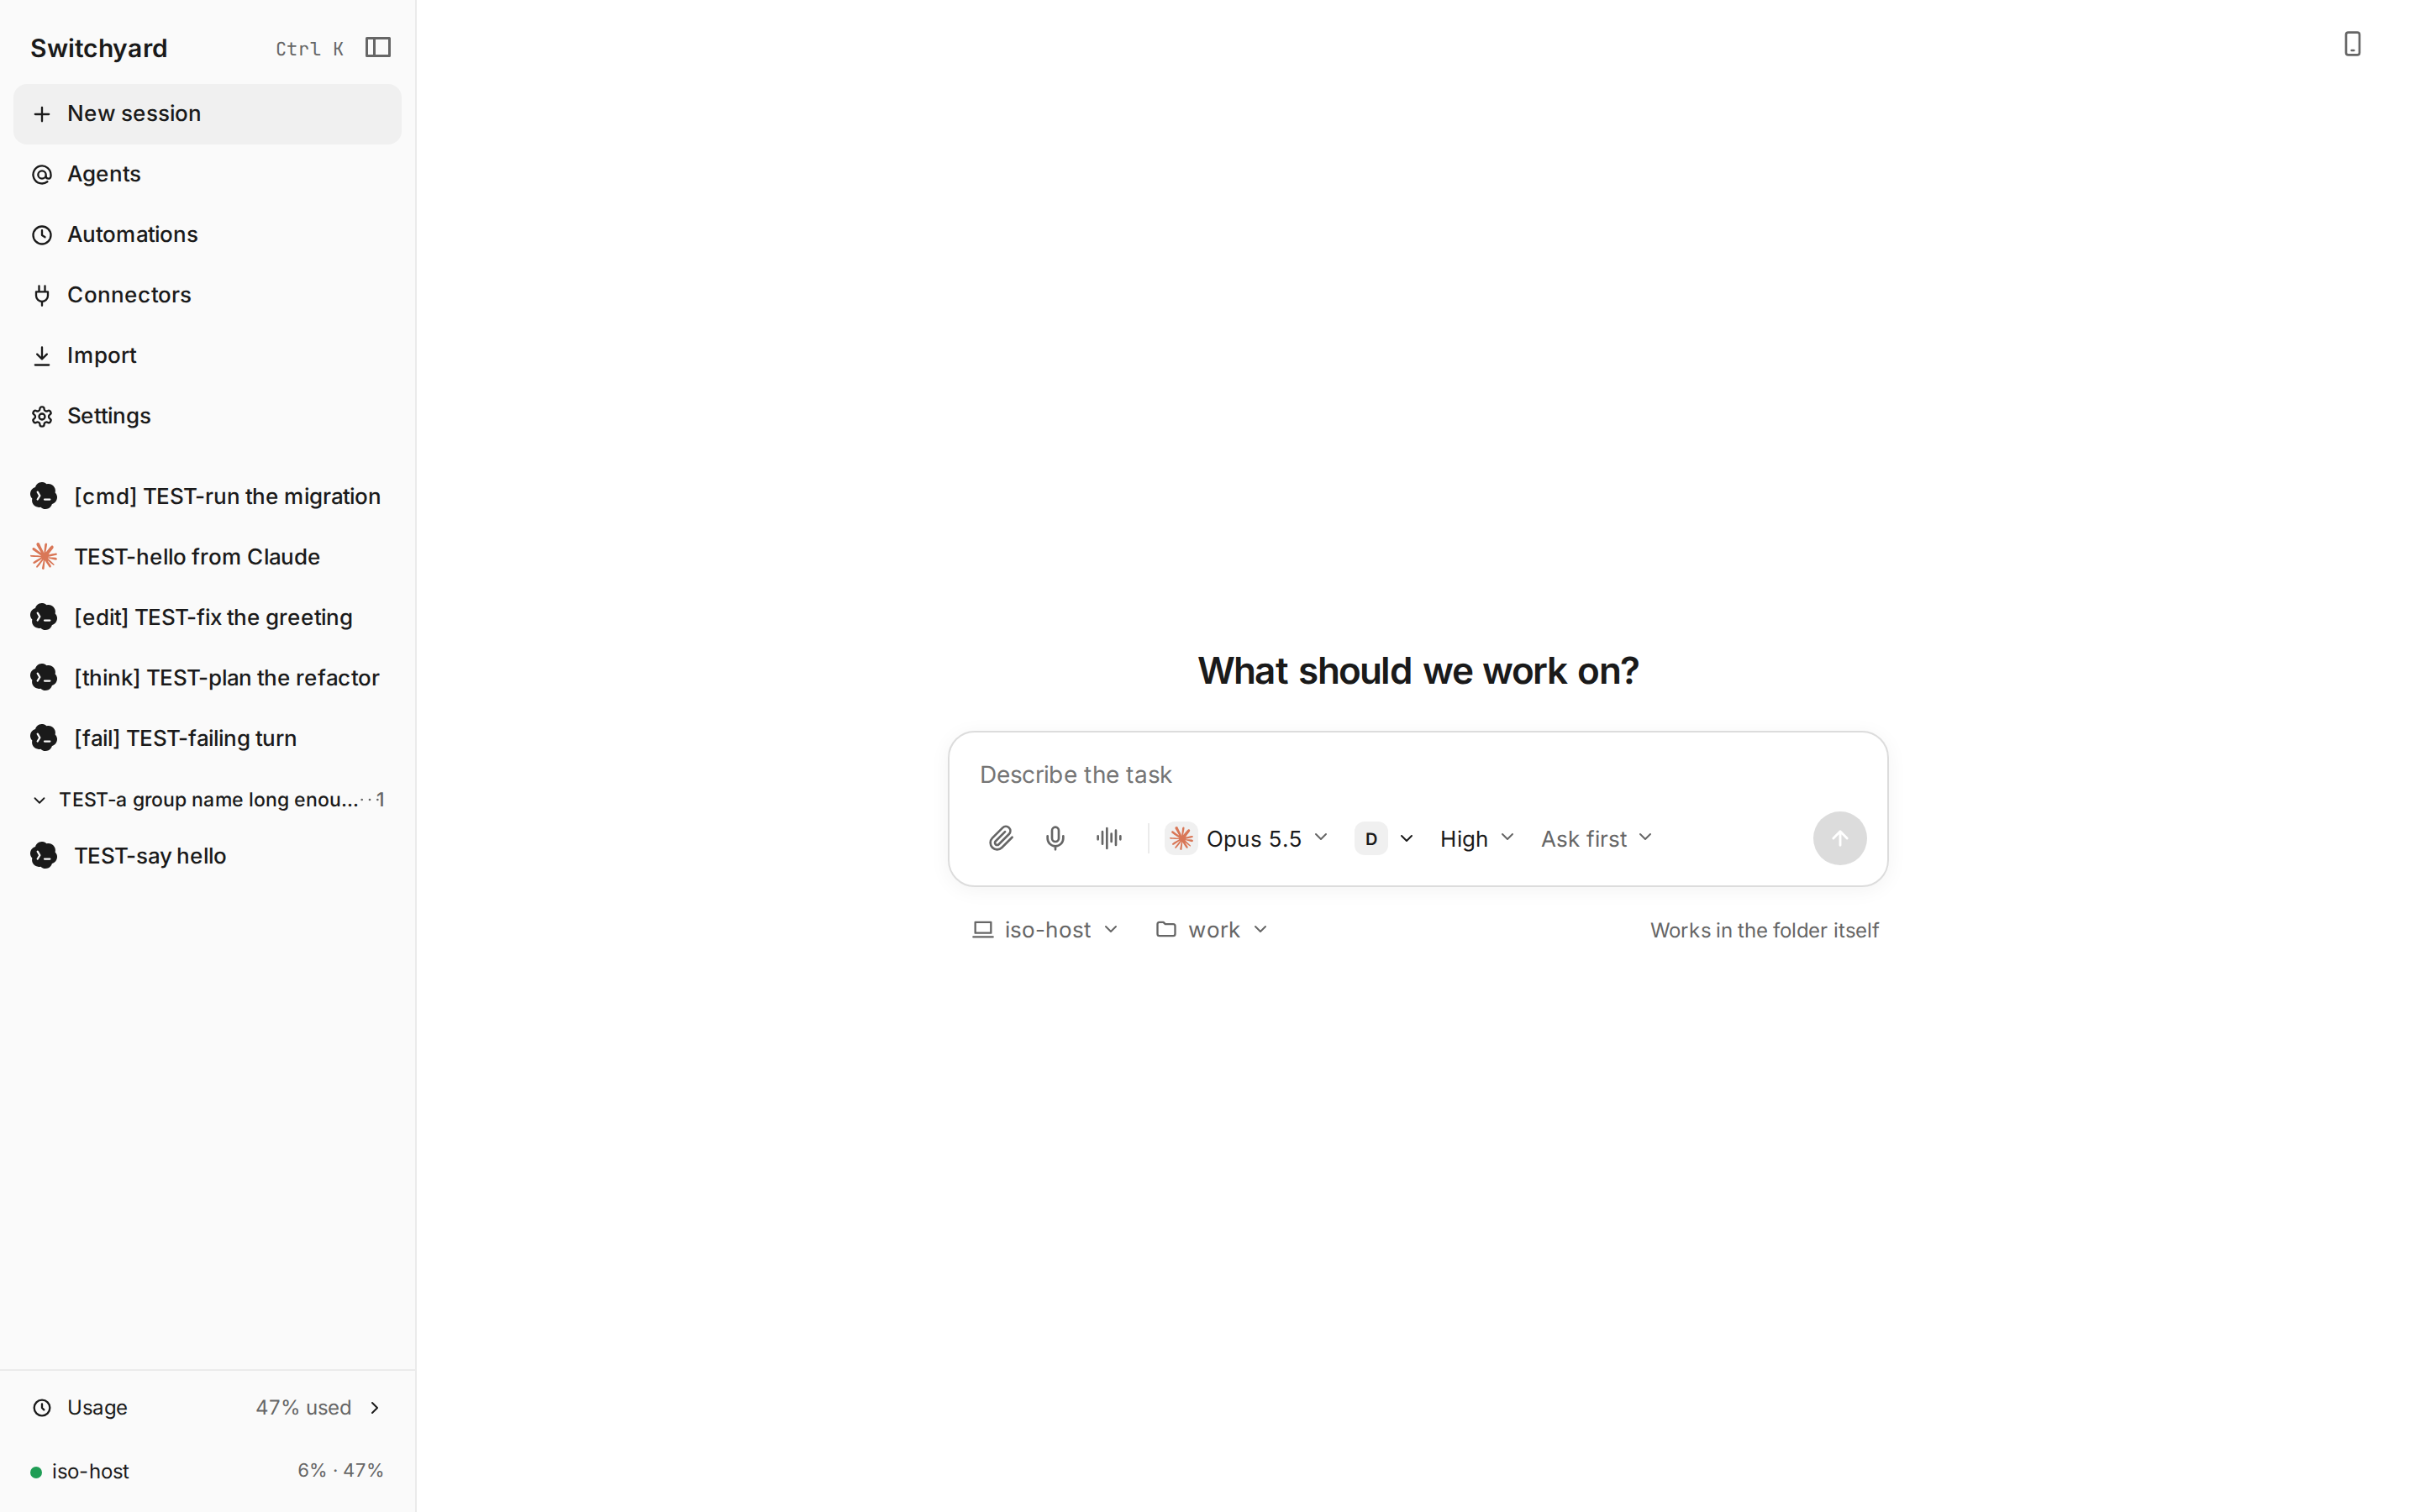 Switchyard Ctrl K
New session
Agents
Automations
Connectors
Import
Settings
[cmd] TEST-run the migration
TEST-hello from Claude
[edit] TEST-fix the greeting
[think] TEST-plan the refactor
[fail] TEST-failing turn
TEST-a group name long enou... 1
TEST-say hello
Usage 47% used
iso-host 6% · 47%
What should we work on?
Describe the task
Opus 5.5 D High Ask first
iso-host work Works in the folder itself